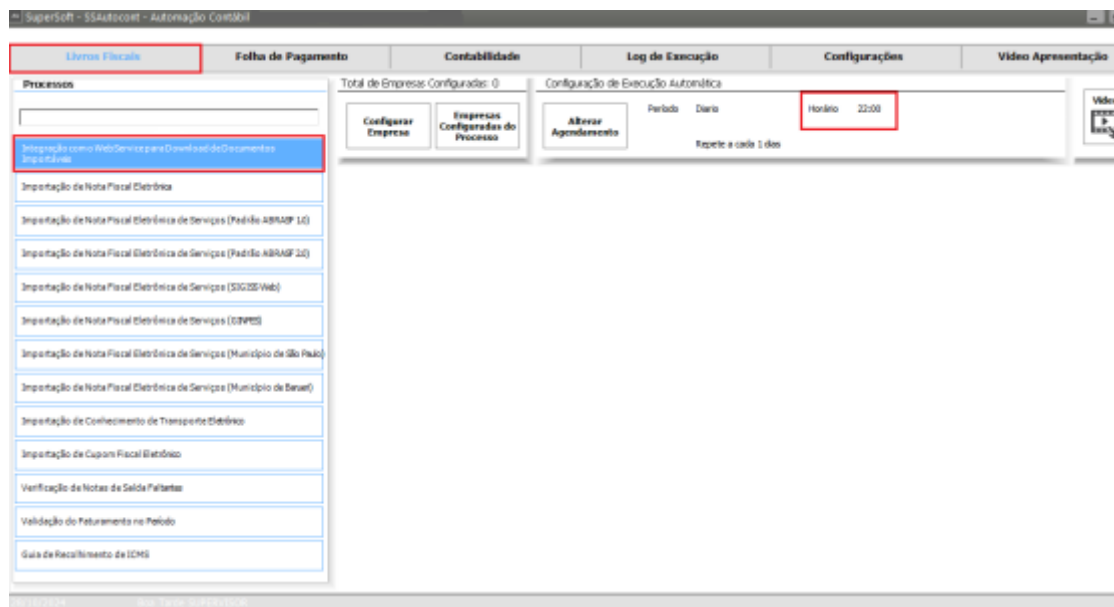 SuperSoft - SSAutocont - Automação Contábil
Livros Fiscais
Folha de Pagamento
Contabilidade
Log de Execução
Configurações
Video Apresentação
Processos
Total de Empresas Configuradas: 0
Configuração de Execução Automática
Configurar
Empresa
Empresas
Configuradas do
Processo
Alterar
Agendamento
Período Diario
Horário 22:00
Repete a cada 1 dias
Integração com o WebService para Download de Documentos
Importáveis
Importação de Nota Fiscal Eletrônica
Importação de Nota Fiscal Eletrônica de Serviços (Padrão ABRASF 1.0)
Importação de Nota Fiscal Eletrônica de Serviços (Padrão ABRASF 2.0)
Importação de Nota Fiscal Eletrônica de Serviços (SIGISSWeb)
Importação de Nota Fiscal Eletrônica de Serviços (GINFES)
Importação de Nota Fiscal Eletrônica de Serviços (Município de São Paulo)
Importação de Nota Fiscal Eletrônica de Serviços (Município de Barueri)
Importação de Conhecimento de Transporte Eletrônico
Importação de Cupom Fiscal Eletrônico
Verificação de Notas de Saída Faltantes
Validação do Faturamento no Período
Guia de Recolhimento de ICMS